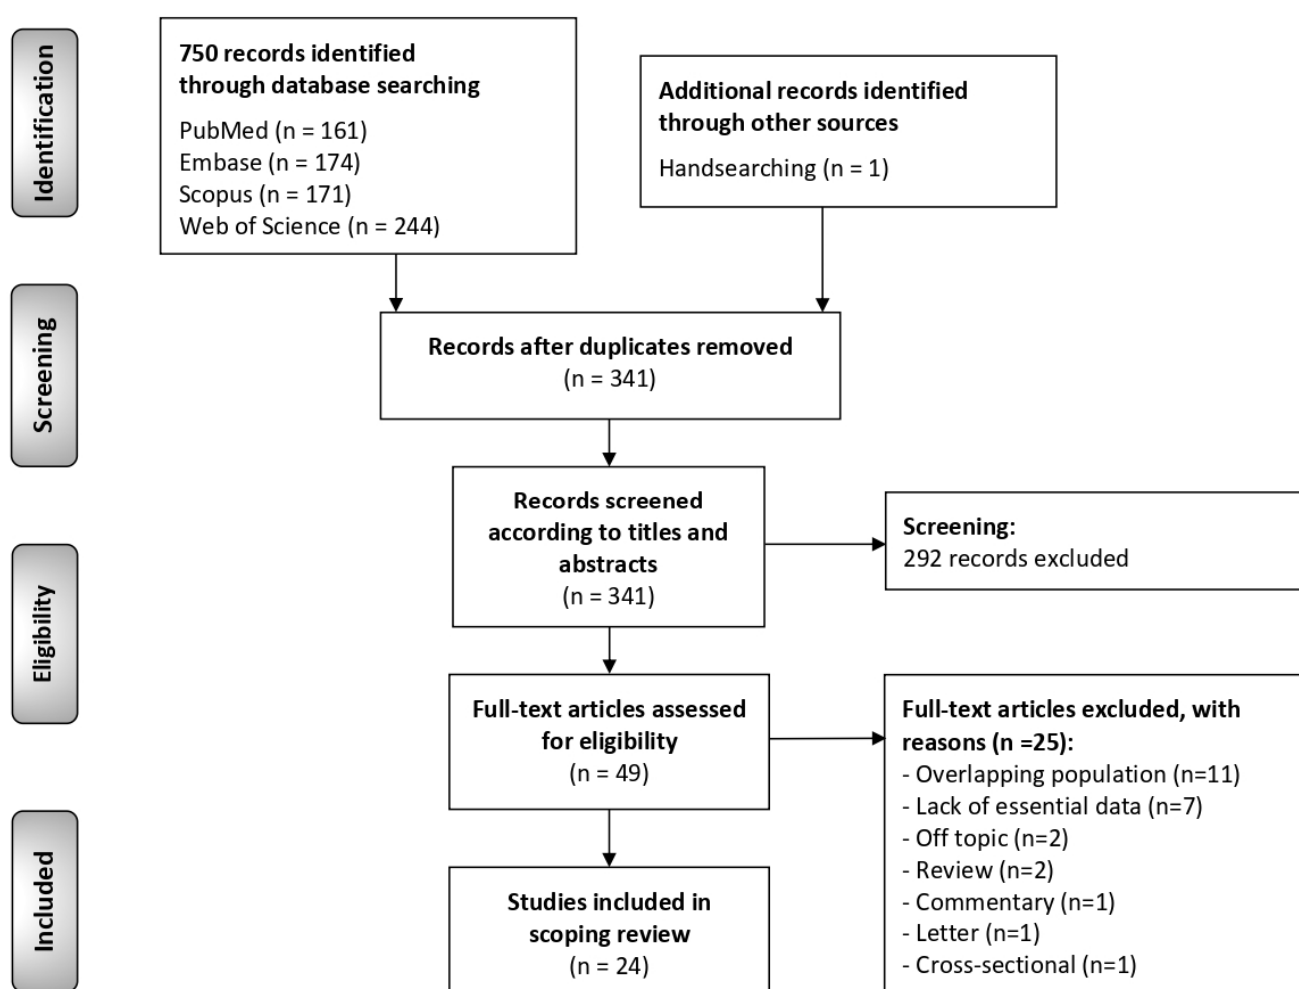 Identification
750 records identified
through database searching
PubMed (n = 161)
Embase (n = 174)
Scopus (n = 171)
Web of Science (n = 244)
Additional records identified
through other sources
Handsearching (n = 1)
Screening
Records after duplicates removed
(n = 341)
Records screened
according to titles and
abstracts
(n = 341)
Screening:
292 records excluded
Eligibility
Full-text articles assessed
for eligibility
(n = 49)
Full-text articles excluded, with
reasons (n =25):
- Overlapping population (n=11)
- Lack of essential data (n=7)
- Off topic (n=2)
- Review (n=2)
- Commentary (n=1)
- Letter (n=1)
- Cross-sectional (n=1)
Included
Studies included in
scoping review
(n = 24)